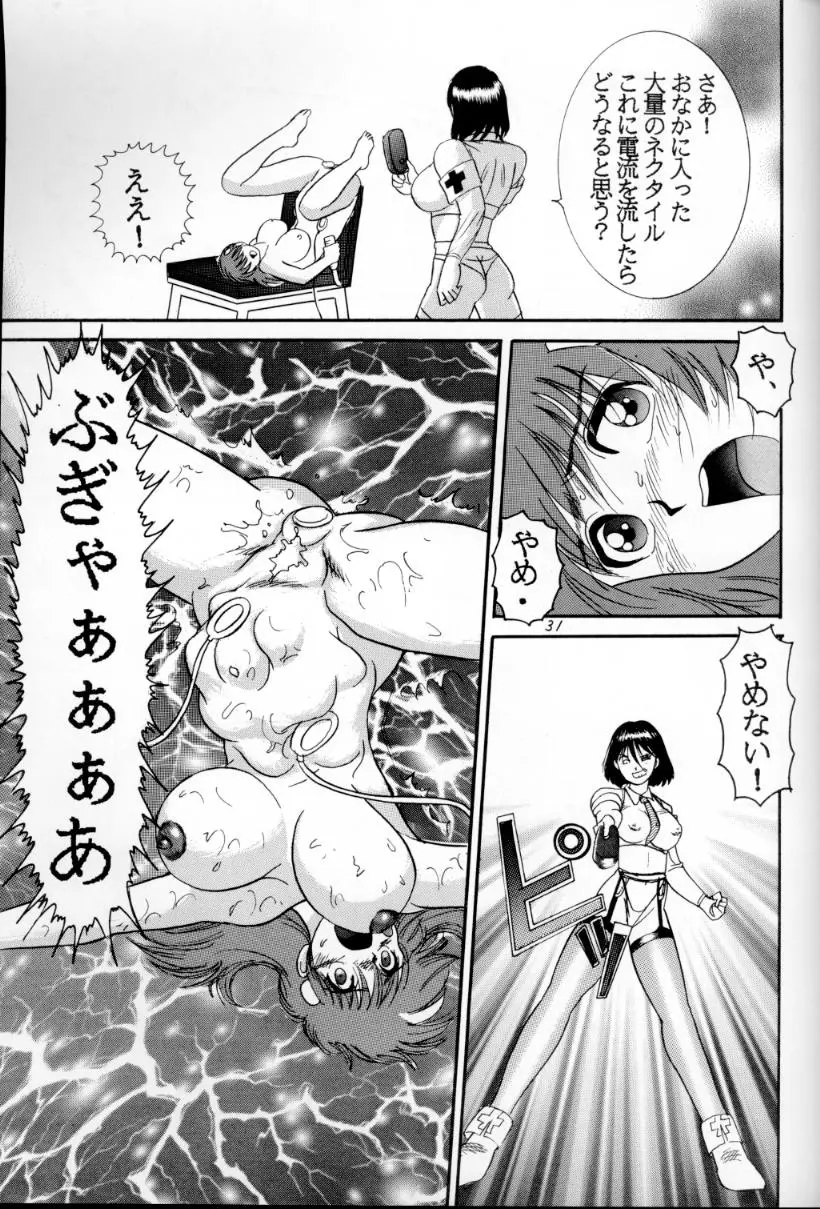 さあ!
おなかに入った
大量のネクタイル
これに電流を流したら
どうなると思う?
ええ!
や、
やめ・
31
やめない!
ピッ
ぶぎゃぁぁぁぁ